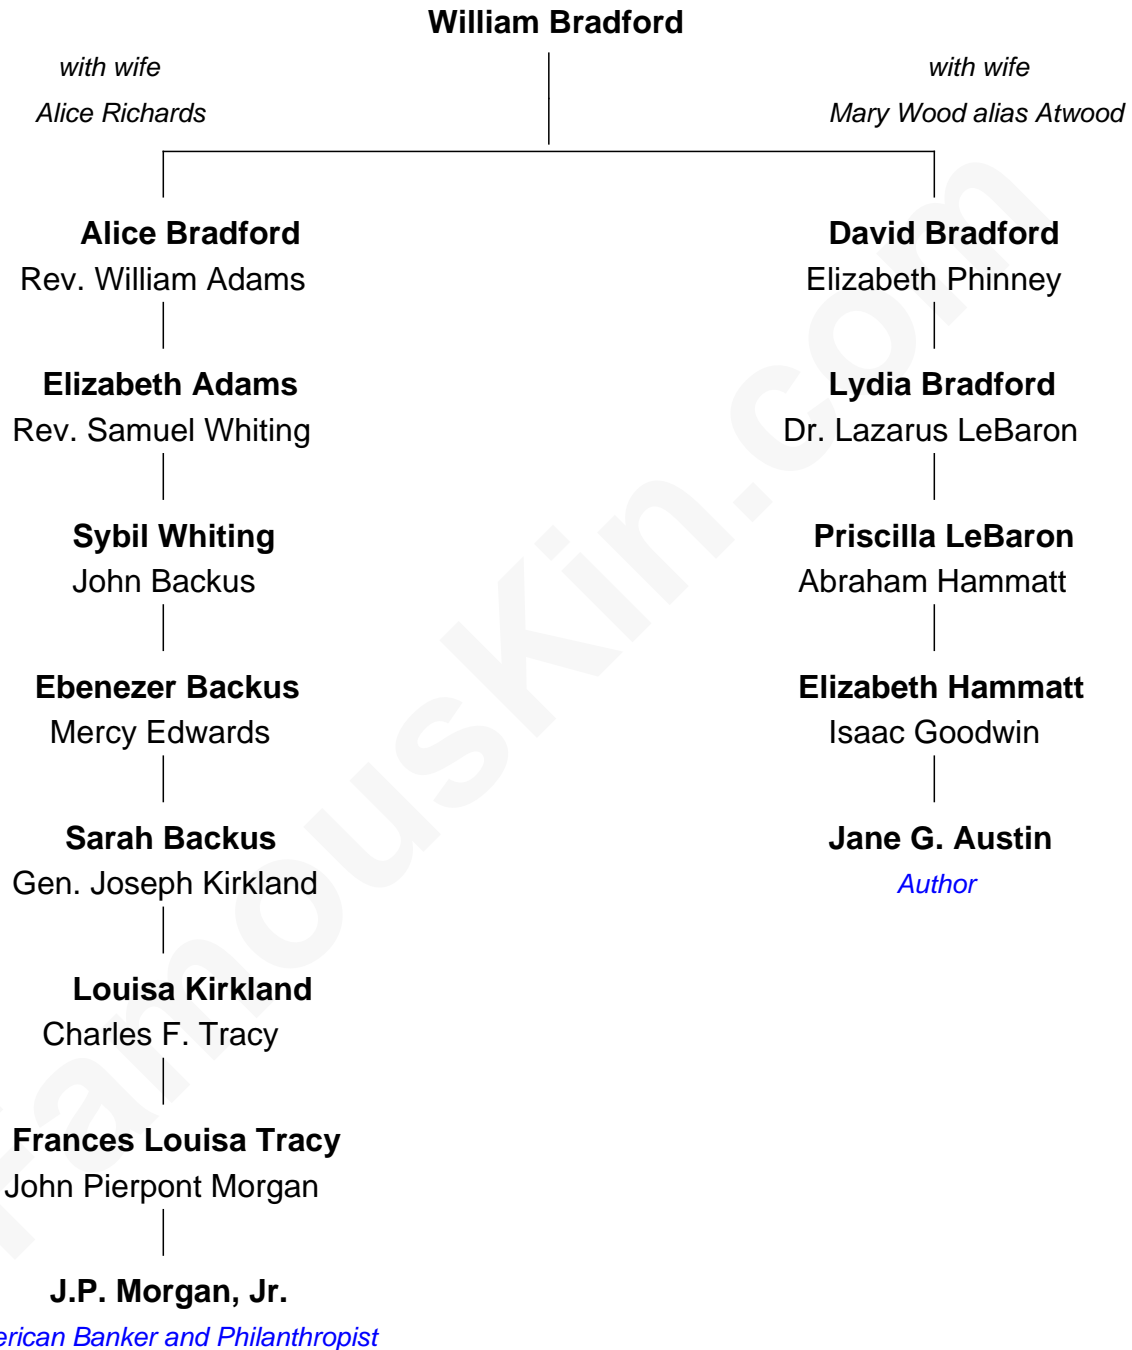 William Bradford
with wife
Alice Richards
with wife
Mary Wood alias Atwood
Alice Bradford
Rev. William Adams
David Bradford
Elizabeth Phinney
Elizabeth Adams
Rev. Samuel Whiting
Lydia Bradford
Dr. Lazarus LeBaron
Sybil Whiting
John Backus
Priscilla LeBaron
Abraham Hammatt
Ebenezer Backus
Mercy Edwards
Elizabeth Hammatt
Isaac Goodwin
Sarah Backus
Gen. Joseph Kirkland
Jane G. Austin
Author
Louisa Kirkland
Charles F. Tracy
Frances Louisa Tracy
John Pierpont Morgan
J.P. Morgan, Jr.
erican Banker and Philanthropist
FamousKin.com